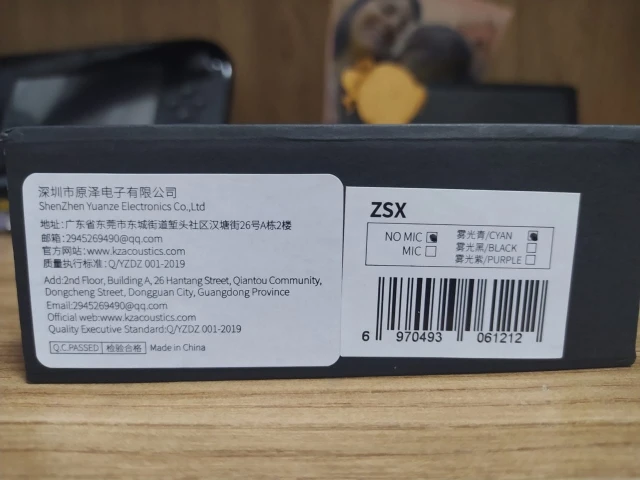 深圳市原泽电子有限公司
ShenZhen Yuanze Electronics Co.,Ltd
地址:广东省东莞市东城街道堑头社区汉塘街26号A栋2楼
邮箱:2945269490@qq.com
官方网站:www.kzacoustics.com
质量执行标准:Q/YZDZ 001-2019
Add:2nd Floor, Building A, 26 Hantang Street, Qiantou Community,
Dongcheng Street, Dongguan City, Guangdong Province
Email:2945269490@qq.com
Official web:www.kzacoustics.com
Quality Executive Standard:Q/YZDZ 001-2019
Q.C.PASSED 检验合格 Made in China
ZSX
NO MIC
MIC
雾光青/CYAN
雾光黑/BLACK
雾光紫/PURPLE
6 970493 061212